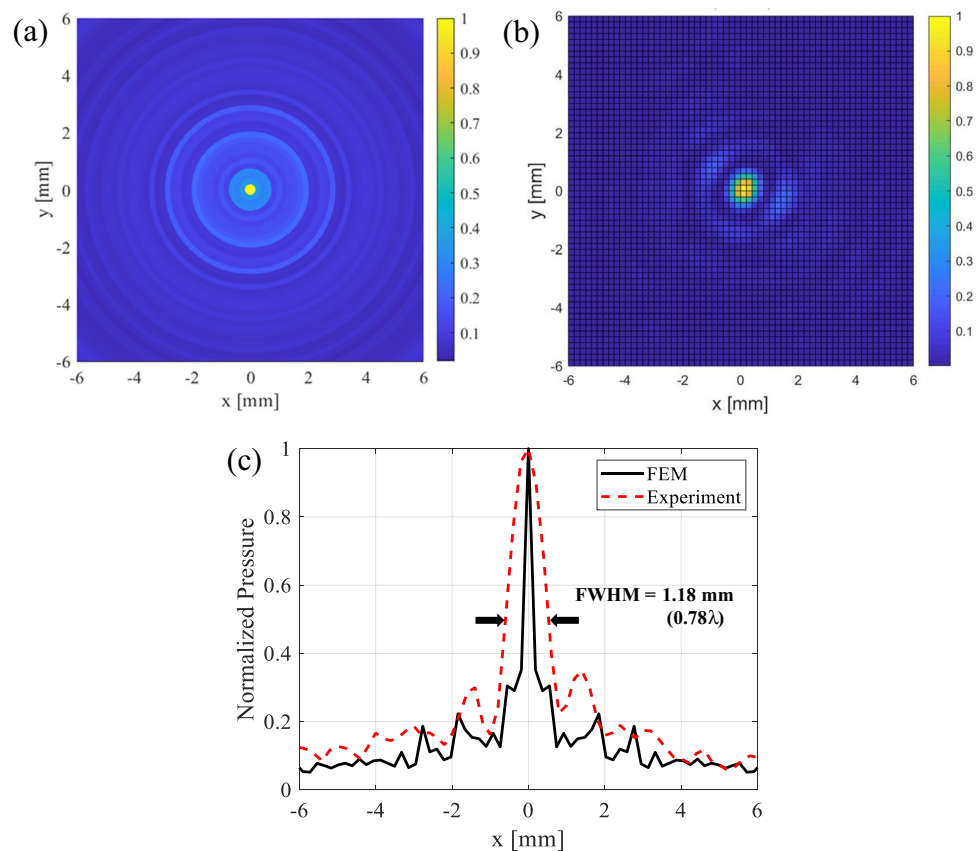 (a)
6
4
2
0
-2
-4
-6
y [mm]
-6 -4 -2 0 2 4 6
x [mm]
1
0.9
0.8
0.7
0.6
0.5
0.4
0.3
0.2
0.1
(b)
6
4
2
0
-2
-4
-6
y [mm]
-6 -4 -2 0 2 4 6
x [mm]
1
0.9
0.8
0.7
0.6
0.5
0.4
0.3
0.2
0.1
(c)
1
0.8
0.6
0.4
0.2
0
Normalized Pressure
FEM
Experiment
FWHM = 1.18 mm
(0.78λ)
-6 -4 -2 0 2 4 6
x [mm]